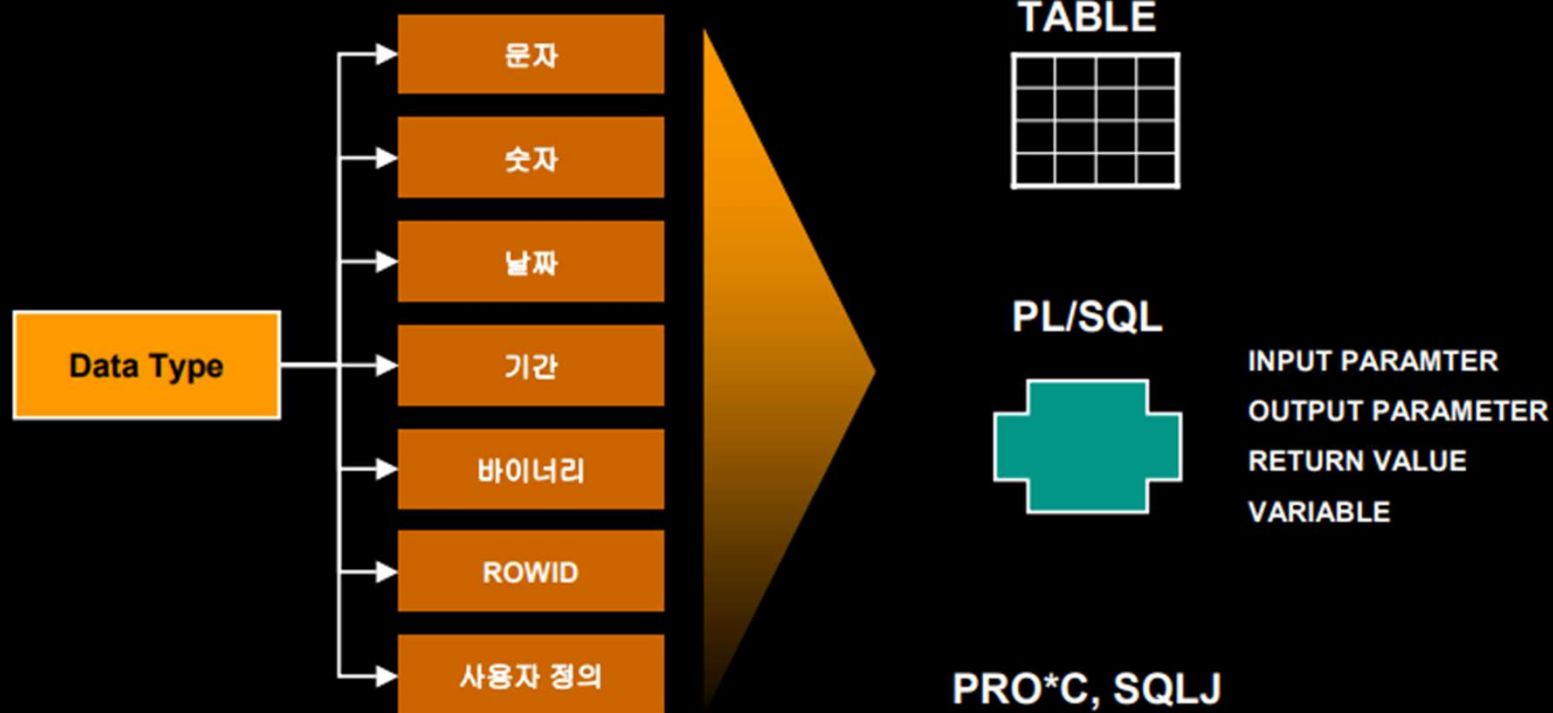 Data Type
문자
숫자
날짜
기간
바이너리
ROWID
사용자 정의
TABLE
PL/SQL
INPUT PARAMTER
OUTPUT PARAMETER
RETURN VALUE
VARIABLE
PRO*C, SQLJ